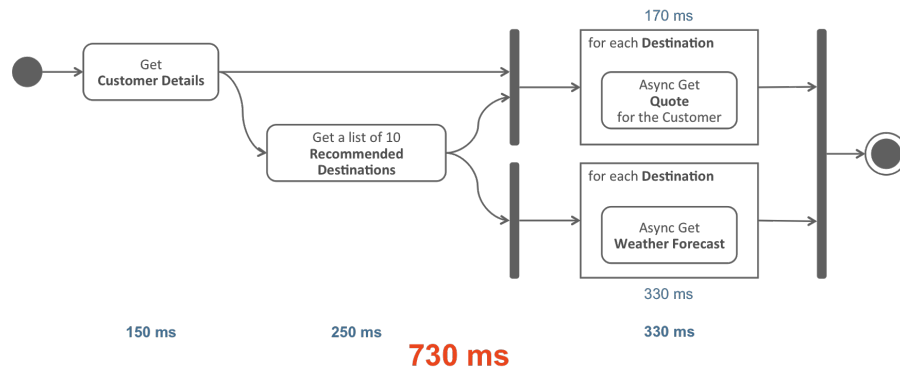 170 ms
for each Destination
Get
Customer Details
Async Get
Quote
for the Customer
Get a list of 10
Recommended
Destinations
for each Destination
Async Get
Weather Forecast
330 ms
150 ms
250 ms
330 ms
730 ms